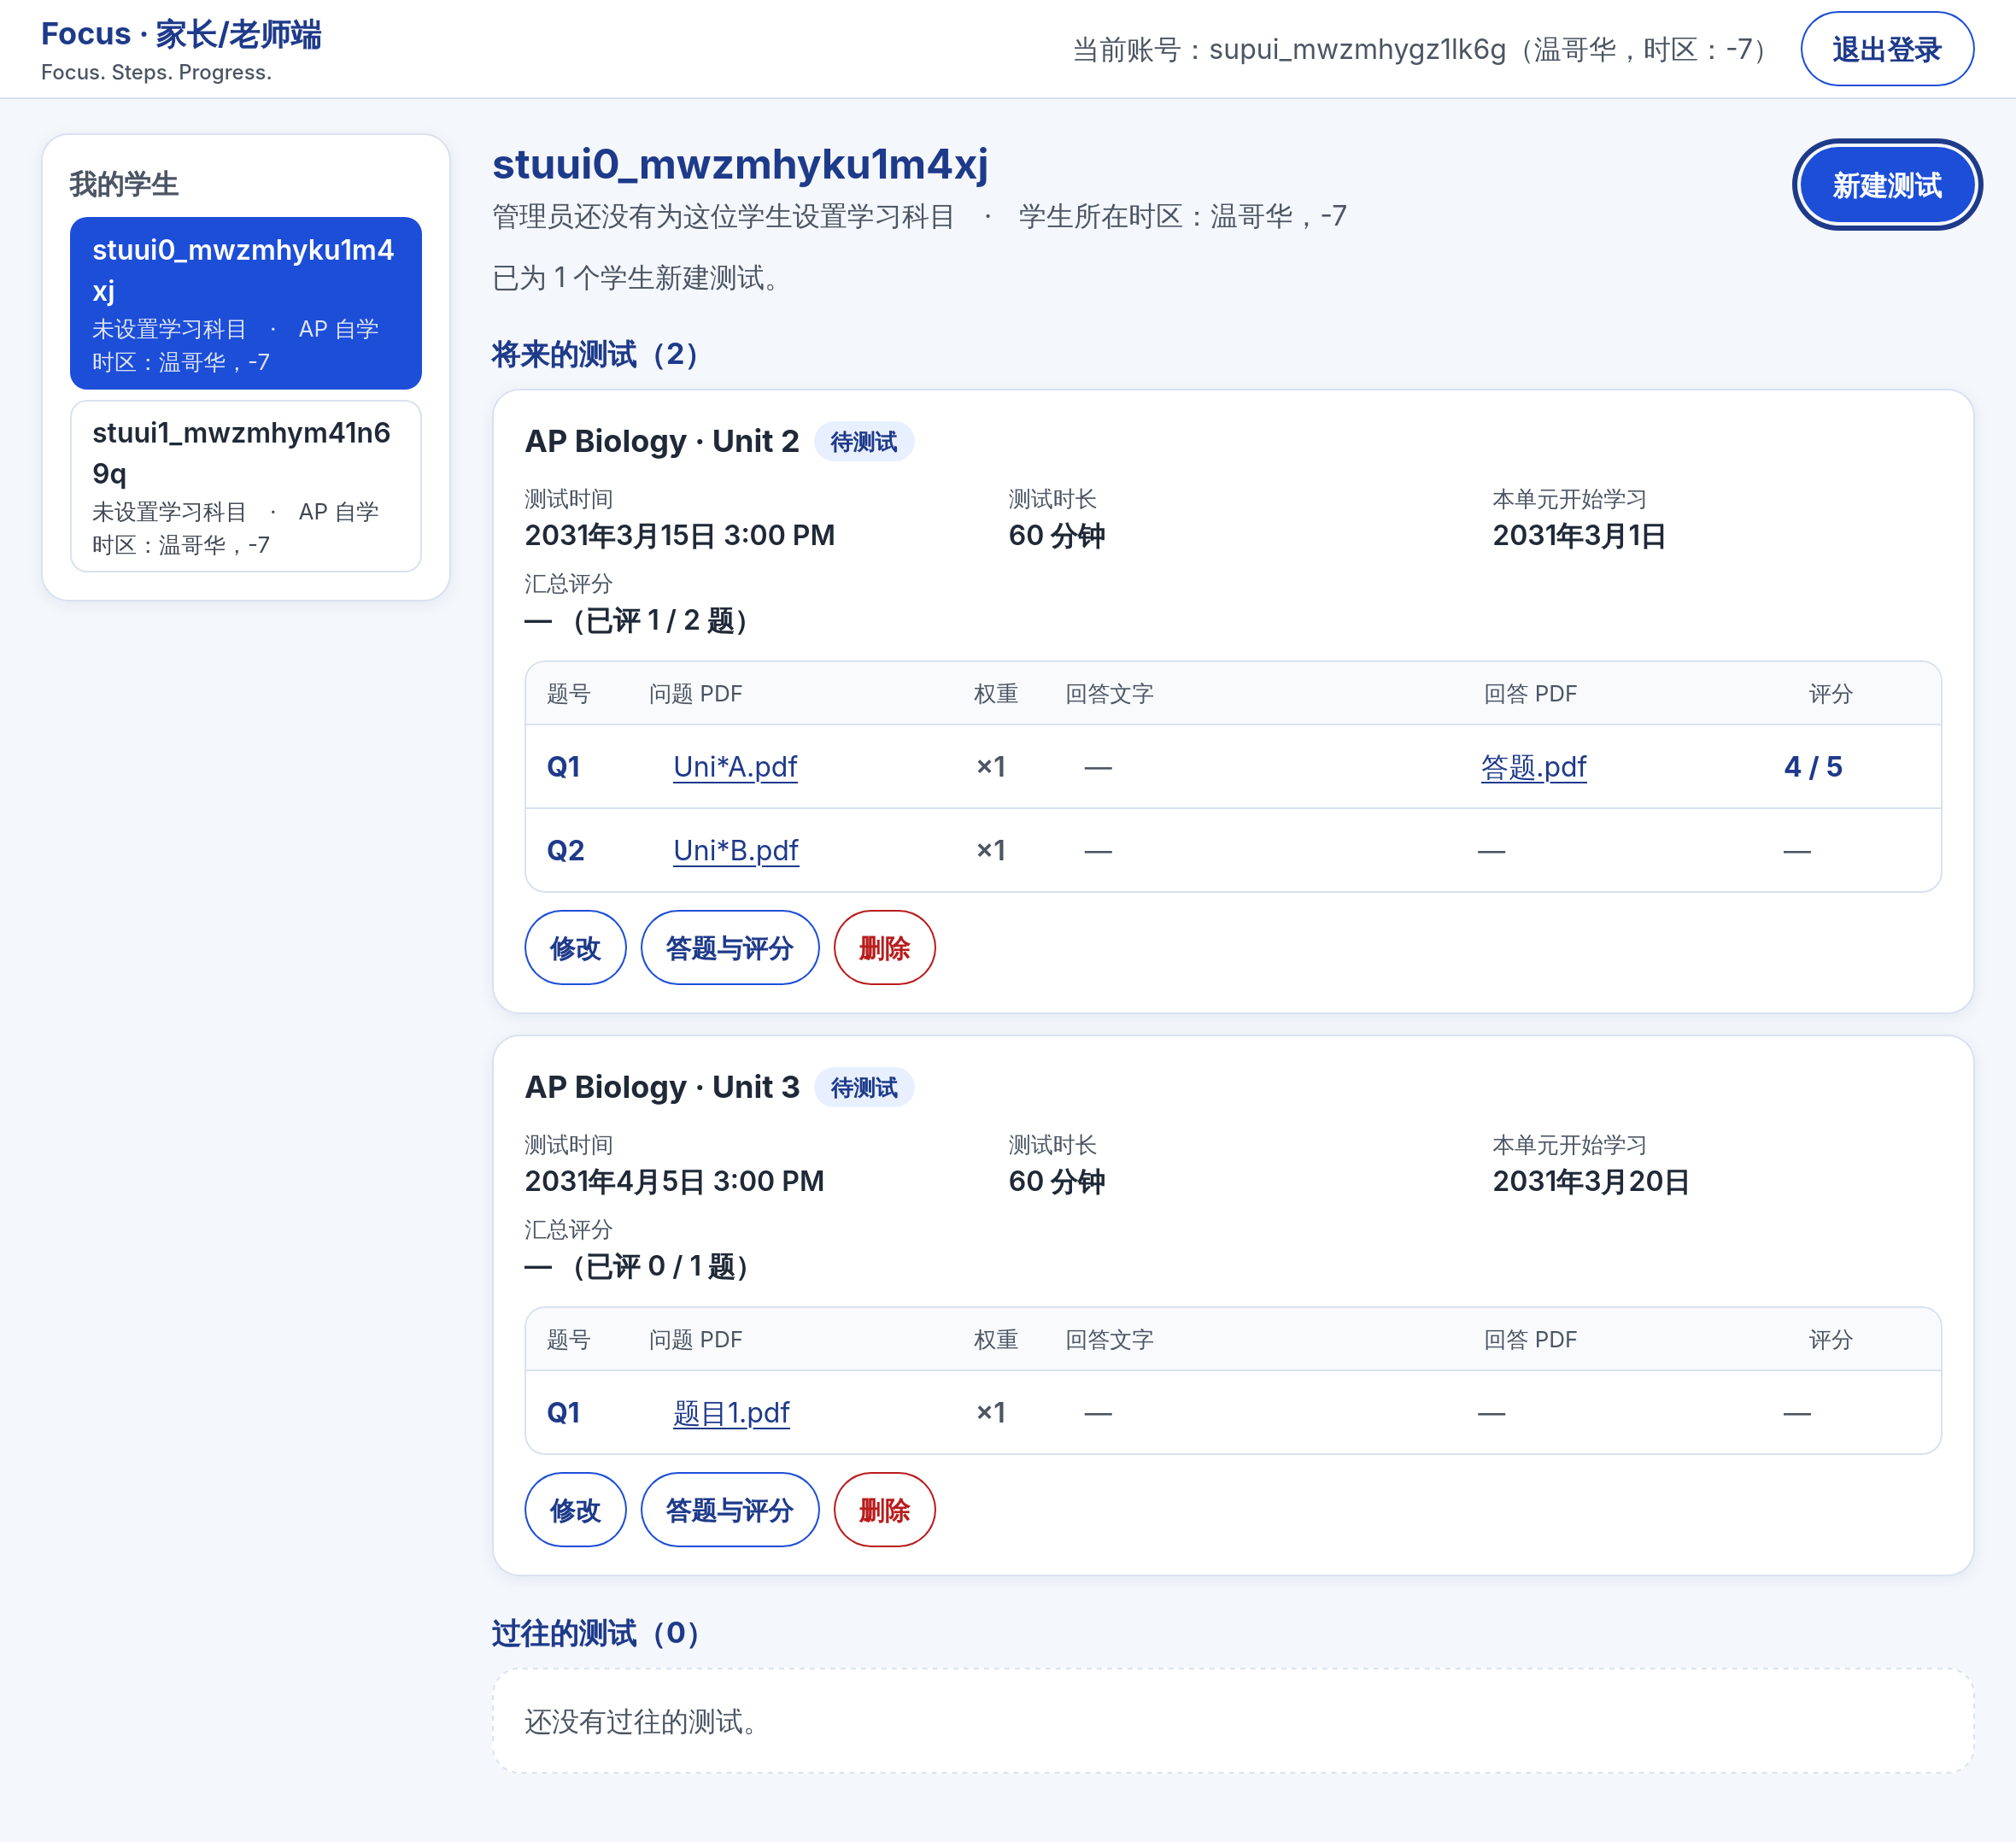 Focus · 家长/老师端
Focus. Steps. Progress.
当前账号：supui_mwzmhygz1lk6g（温哥华，时区：-7）
退出登录
我的学生
stuui0_mwzmhyku1m4
xj
未设置学习科目 · AP 自学
时区：温哥华，-7
stuui1_mwzmhym41n6
9q
未设置学习科目 · AP 自学
时区：温哥华，-7
stuui0_mwzmhyku1m4xj
管理员还没有为这位学生设置学习科目 · 学生所在时区：温哥华，-7
新建测试
已为 1 个学生新建测试。
将来的测试（2）
AP Biology · Unit 2 待测试
测试时间 测试时长 本单元开始学习
2031年3月15日 3:00 PM 60 分钟 2031年3月1日
汇总评分
— （已评 1 / 2 题）
题号 问题 PDF 权重 回答文字 回答 PDF 评分
Q1 Uni*A.pdf ×1 — 答题.pdf 4 / 5
Q2 Uni*B.pdf ×1 — — —
修改 答题与评分 删除
AP Biology · Unit 3 待测试
测试时间 测试时长 本单元开始学习
2031年4月5日 3:00 PM 60 分钟 2031年3月20日
汇总评分
— （已评 0 / 1 题）
题号 问题 PDF 权重 回答文字 回答 PDF 评分
Q1 题目1.pdf ×1 — — —
修改 答题与评分 删除
过往的测试（0）
还没有过往的测试。